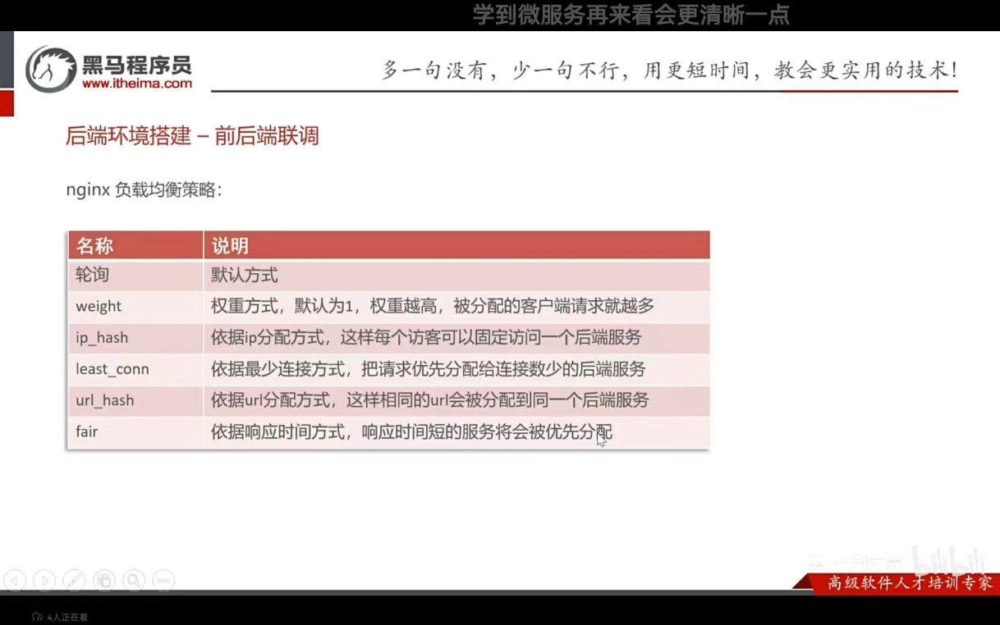 学到微服务再来看会更清晰一点
黑马程序员
www.itheima.com
多一句没有，少一句不行，用更短时间，教会更实用的技术！
后端环境搭建 – 前后端联调
nginx 负载均衡策略：
名称 说明
轮询 默认方式
weight 权重方式，默认为1，权重越高，被分配的客户端请求就越多
ip_hash 依据ip分配方式，这样每个访客可以固定访问一个后端服务
least_conn 依据最少连接方式，把请求优先分配给连接数少的后端服务
url_hash 依据url分配方式，这样相同的url会被分配到同一个后端服务
fair 依据响应时间方式，响应时间短的服务将会被优先分配
bilibili
高级软件人才培训专家
4人正在看